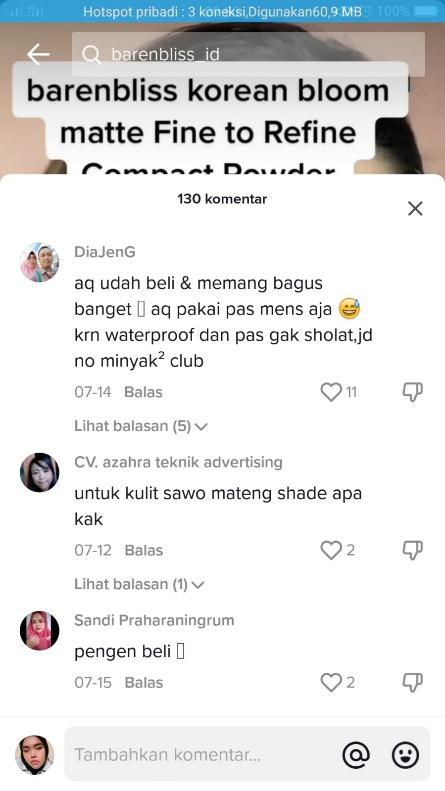 Hotspot pribadi : 3 koneksi,Digunakan60,9 MB
100%
barenbliss_id
barenbliss korean bloom
matte Fine to Refine
Compact Powder
130 komentar
DiaJenG
aq udah beli & memang bagus
banget aq pakai pas mens aja 😅
krn waterproof dan pas gak sholat,jd
no minyak² club
07-14 Balas 11
Lihat balasan (5)
CV. azahra teknik advertising
untuk kulit sawo mateng shade apa
kak
07-12 Balas 2
Lihat balasan (1)
Sandi Praharaningrum
pengen beli
07-15 Balas 2
Tambahkan komentar...